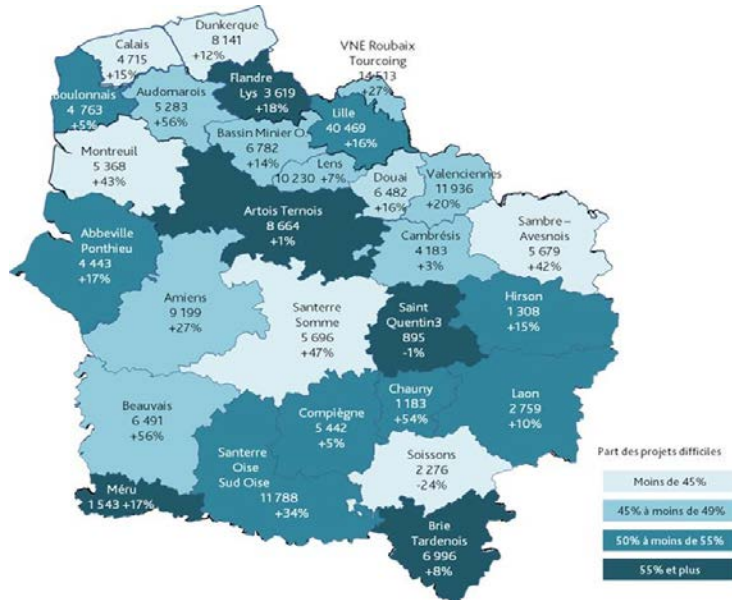 Dunkerque
8 141
+12%
Calais
4 715
+15%
VNE Roubaix
Tourcoing
14 513
+27%
Boulonnais
4 763
+5%
Audomarois
5 283
+56%
Flandre
Lys 3 619
+18%
Lille
40 469
+16%
Bassin Minier O.
6 782
+14%
Montreuil
5 368
+43%
Lens
10 230 +7%
Douai
6 482
+16%
Valenciennes
11 936
+20%
Artois Ternois
8 664
+1%
Sambre–
Avesnois
5 679
+42%
Abbeville
Ponthieu
4 443
+17%
Cambrésis
4 183
+3%
Amiens
9 199
+27%
Santerre
Somme
5 696
+47%
Saint
Quentin3
895
-1%
Hirson
1 308
+15%
Beauvais
6 491
+56%
Compiègne
5 442
+5%
Chauny
1 183
+54%
Laon
2 759
+10%
Santerre
Oise
Sud Oise
11 788
+34%
Soissons
2 276
-24%
Méru
1 543 +17%
Brie
Tardenois
6 996
+8%
Part des projets difficiles
Moins de 45%
45% à moins de 49%
50% à moins de 55%
55% et plus